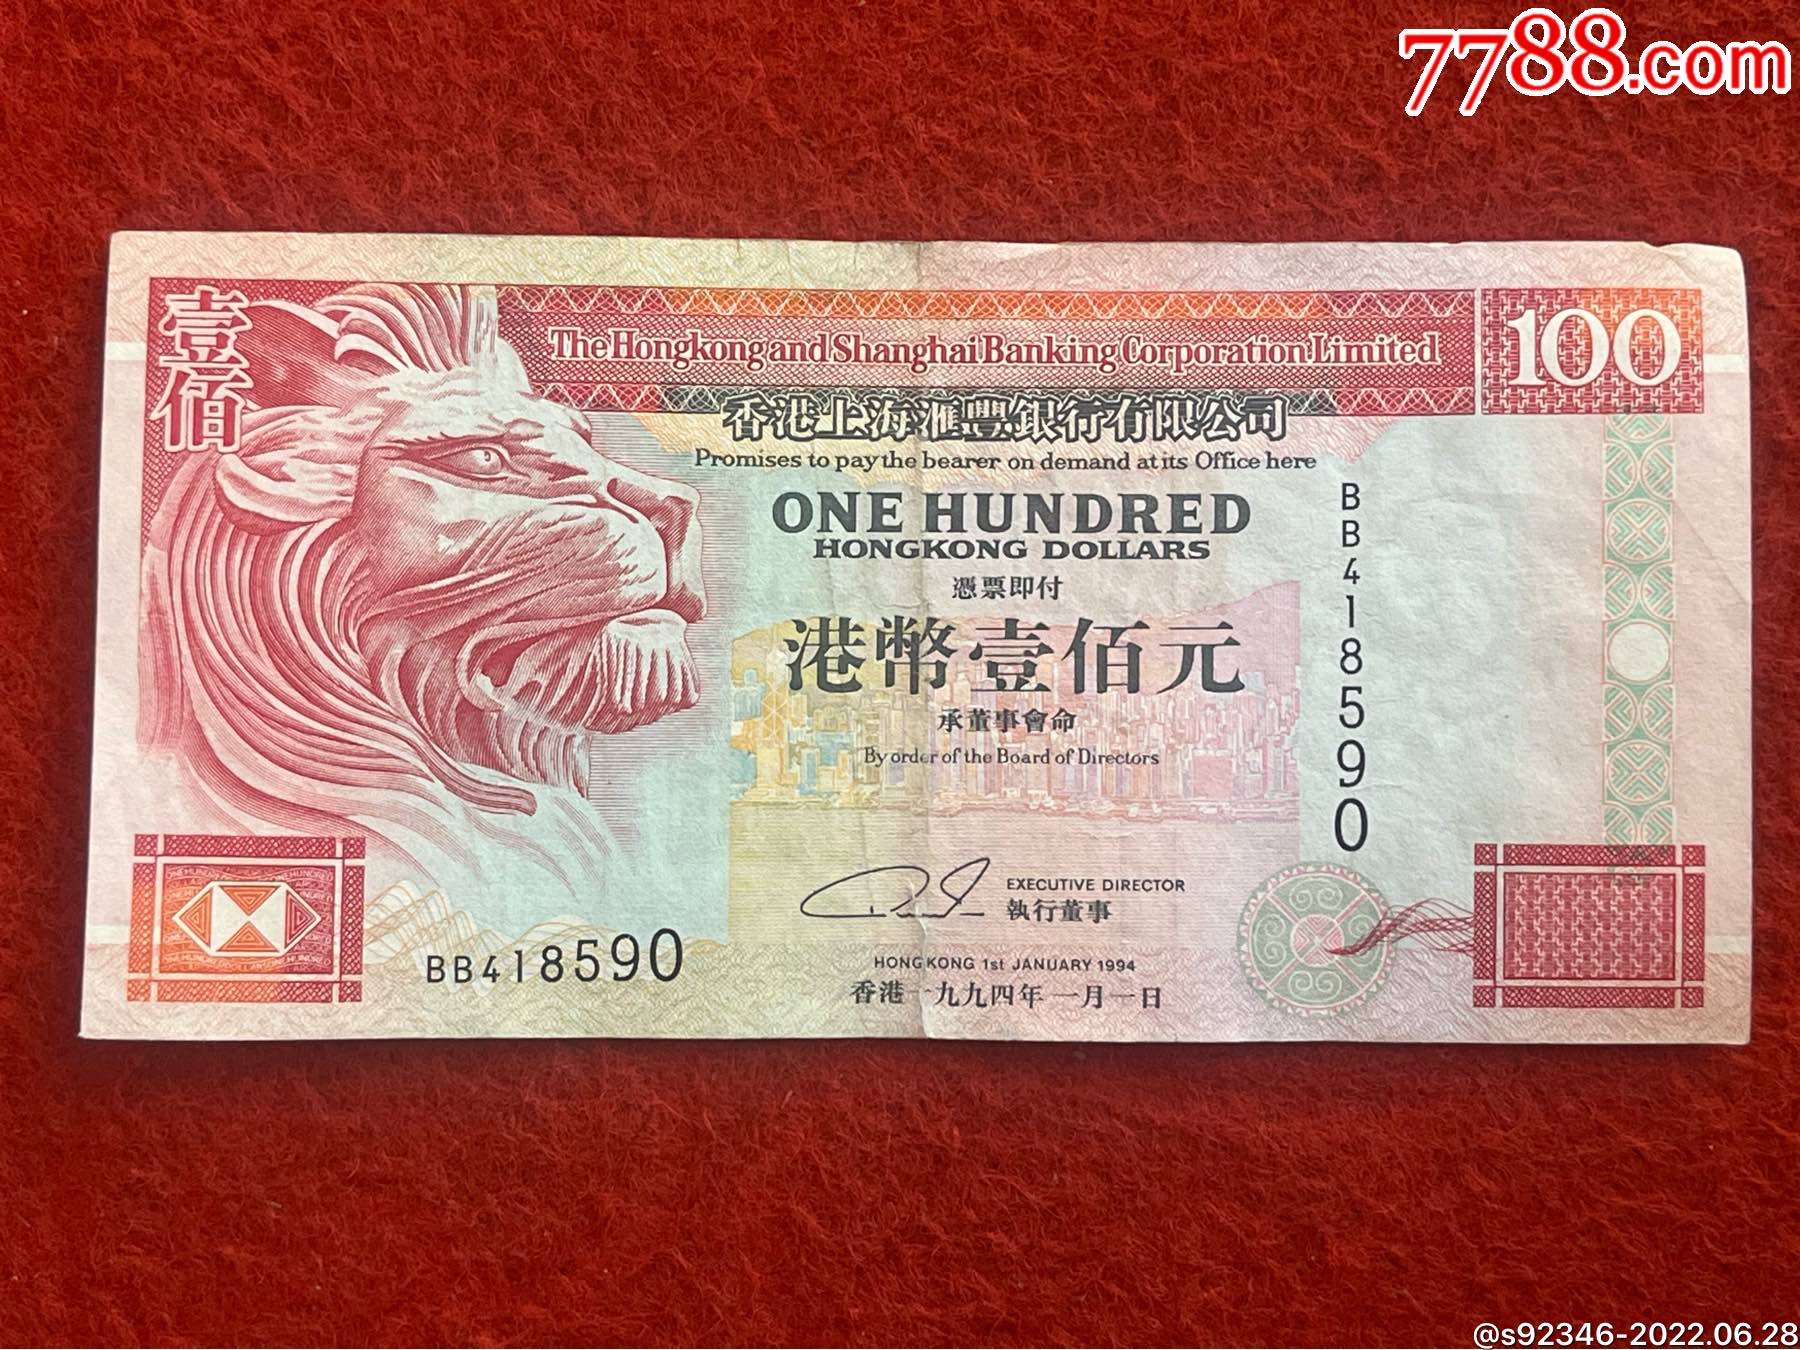 7788.com
壹佰
The Hongkong and Shanghai Banking Corporation Limited
100
香港上海滙豐銀行有限公司
Promises to pay the bearer on demand at its Office here
ONE HUNDRED
HONGKONG DOLLARS
憑票即付
港幣壹佰元
承董事會命
By order of the Board of Directors
BB418590
EXECUTIVE DIRECTOR
執行董事
BB418590
HONG KONG 1st JANUARY 1994
香港一九九四年一月一日
@s92346-2022.06.28